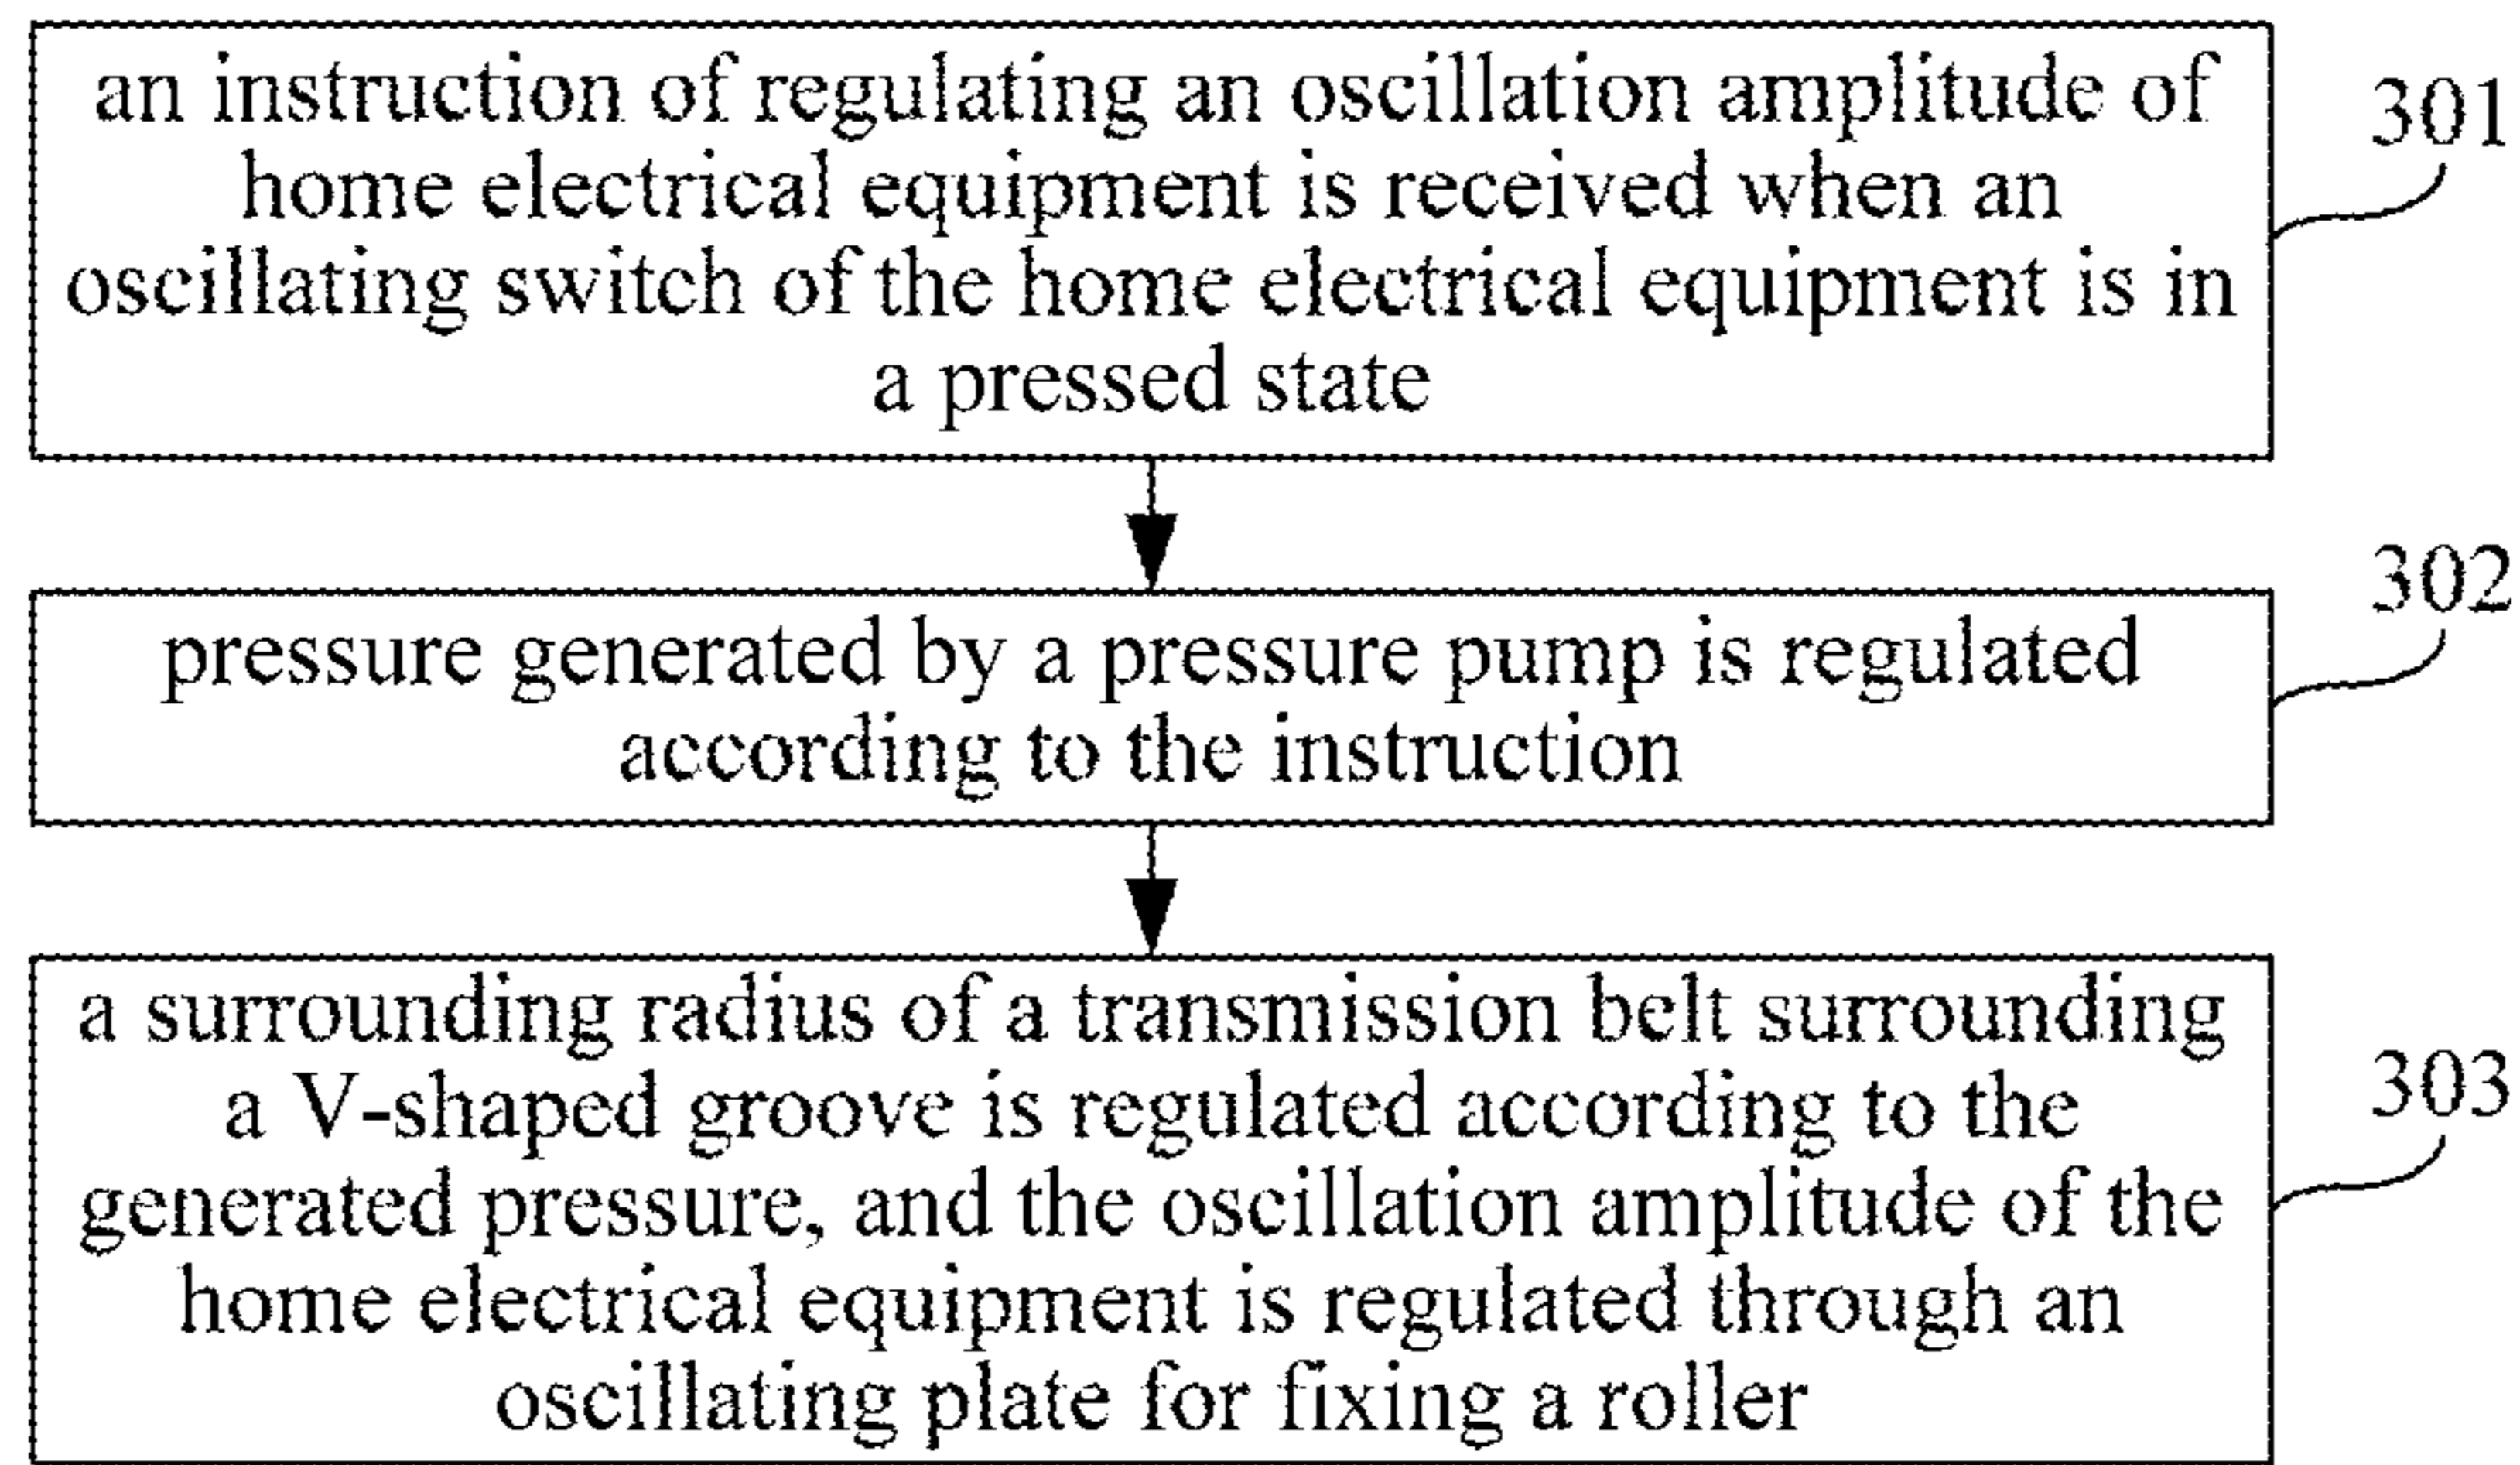 an instruction of regulating an oscillation amplitude of
home electrical equipment is received when an
oscillating switch of the home electrical equipment is in
a pressed state
301
pressure generated by a pressure pump is regulated
according to the instruction
302
a surrounding radius of a transmission belt surrounding
a V-shaped groove is regulated according to the
generated pressure, and the oscillation amplitude of the
home electrical equipment is regulated through an
oscillating plate for fixing a roller
303